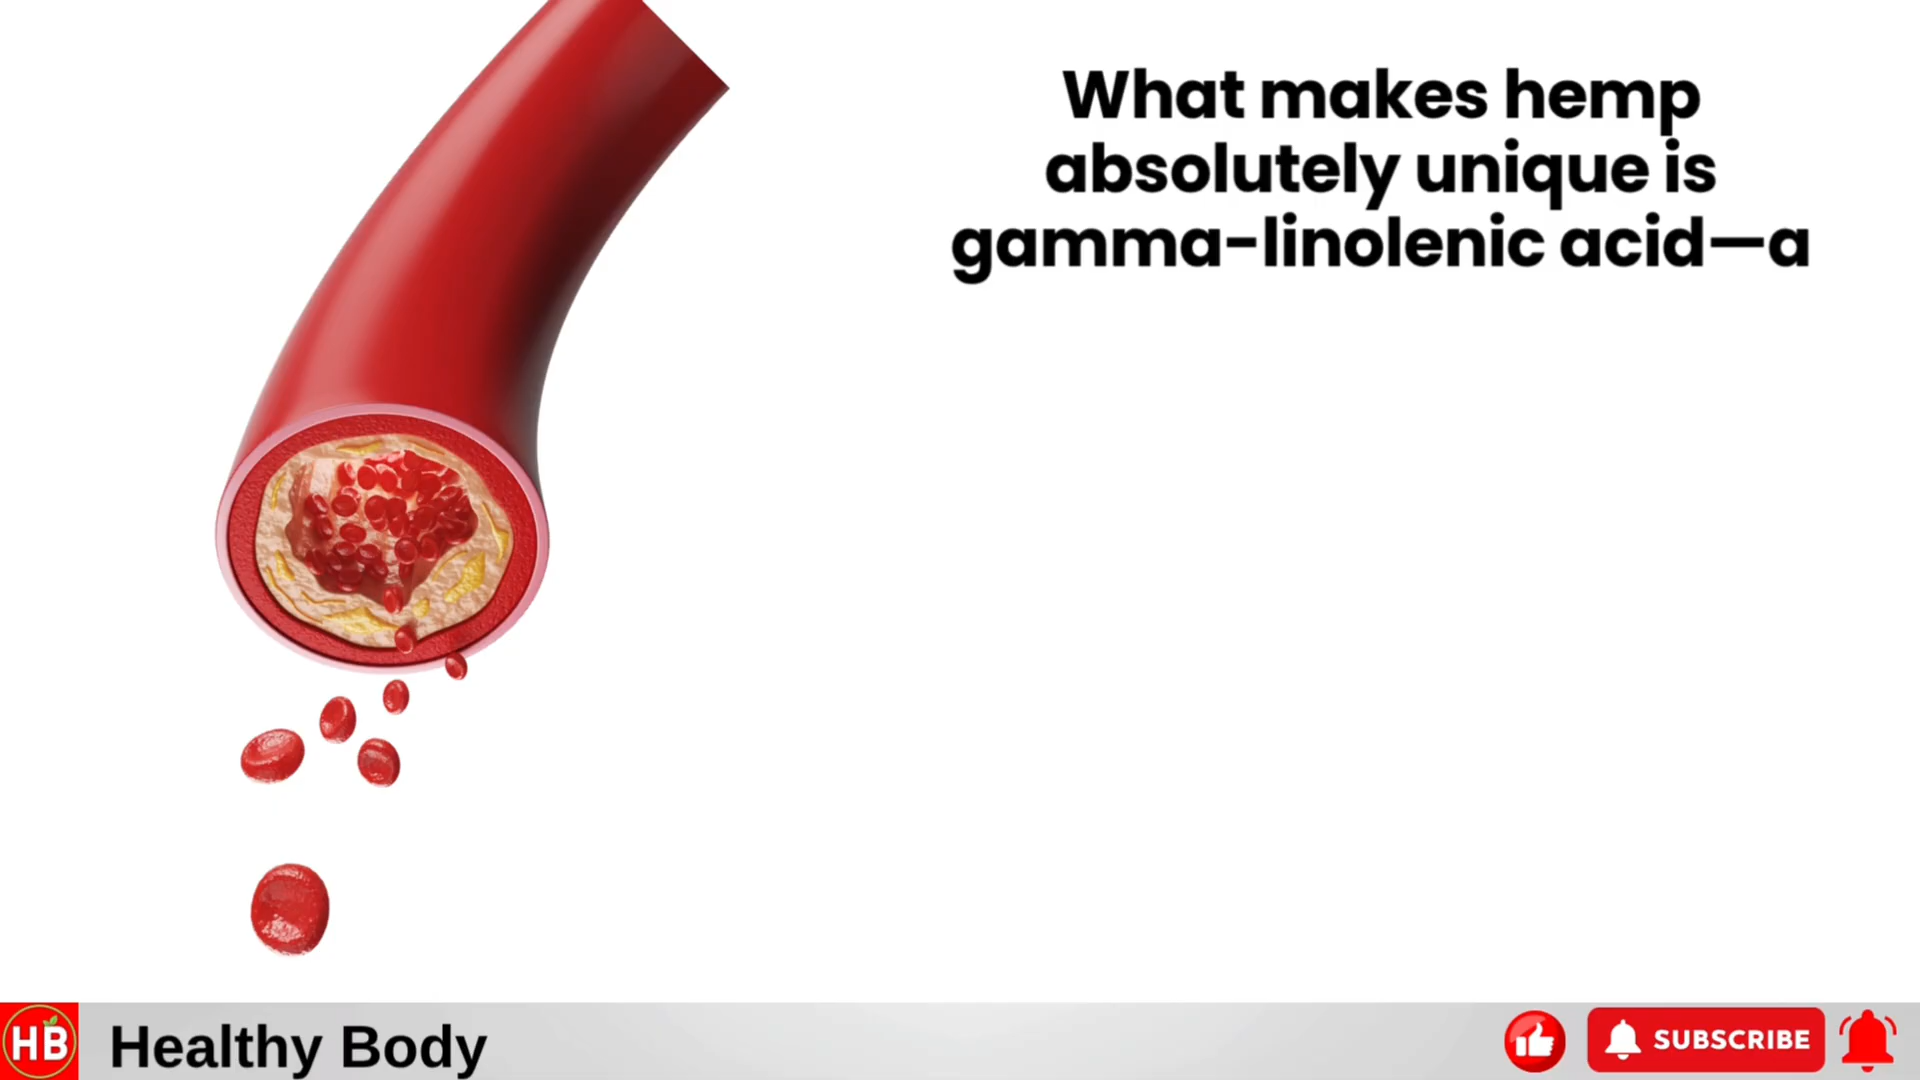 What makes hemp
absolutely unique is
gamma-linolenic acid—a
HB
Healthy Body
SUBSCRIBE